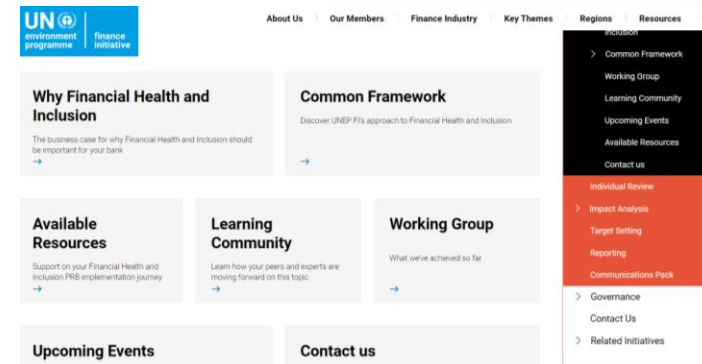 UN
environment
programme
finance
initiative
About Us
Our Members
Finance Industry
Key Themes
Regions
Resources
Why Financial Health and
Inclusion
The business case for why Financial Health and Inclusion should
be important for your bank
Common Framework
Discover UNEP FI's approach to Financial Health and Inclusion
Available
Resources
Support on your Financial Health and
Inclusion PRB implementation journey
Learning
Community
Learn how your peers and experts are
moving forward on this topic
Working Group
What we've achieved so far
Upcoming Events
Contact us
Inclusion
Common Framework
Working Group
Learning Community
Upcoming Events
Available Resources
Contact us
Individual Review
Impact Analysis
Target Setting
Reporting
Communications Pack
Governance
Contact Us
Related Initiatives